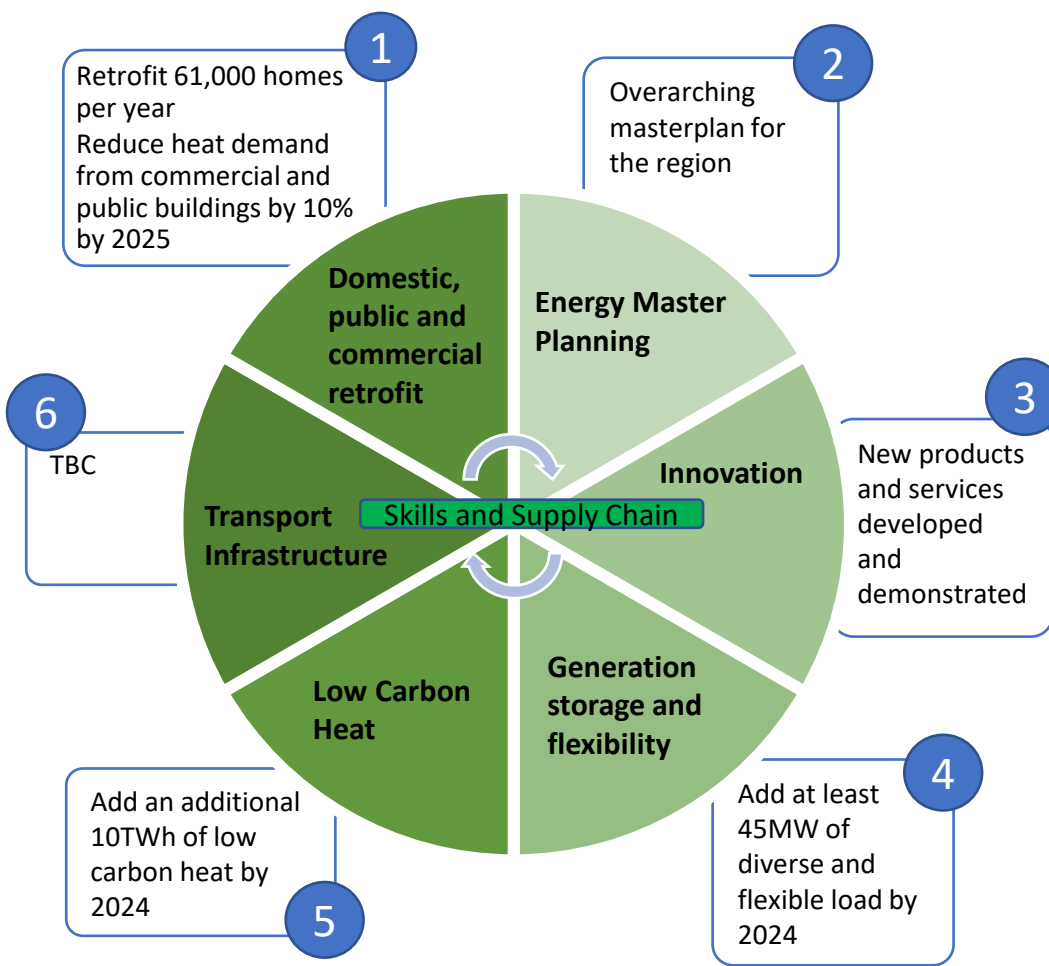 1
Retrofit 61,000 homes
per year
Reduce heat demand
from commercial and
public buildings by 10%
by 2025
2
Overarching
masterplan for
the region
Domestic,
public and
commercial
retrofit
Energy Master
Planning
6
TBC
Transport
Infrastructure
Skills and Supply Chain
Innovation
3
New products
and services
developed
and
demonstrated
Low Carbon
Heat
Generation
storage and
flexibility
5
Add an additional
10TWh of low
carbon heat by
2024
4
Add at least
45MW of
diverse and
flexible load by
2024